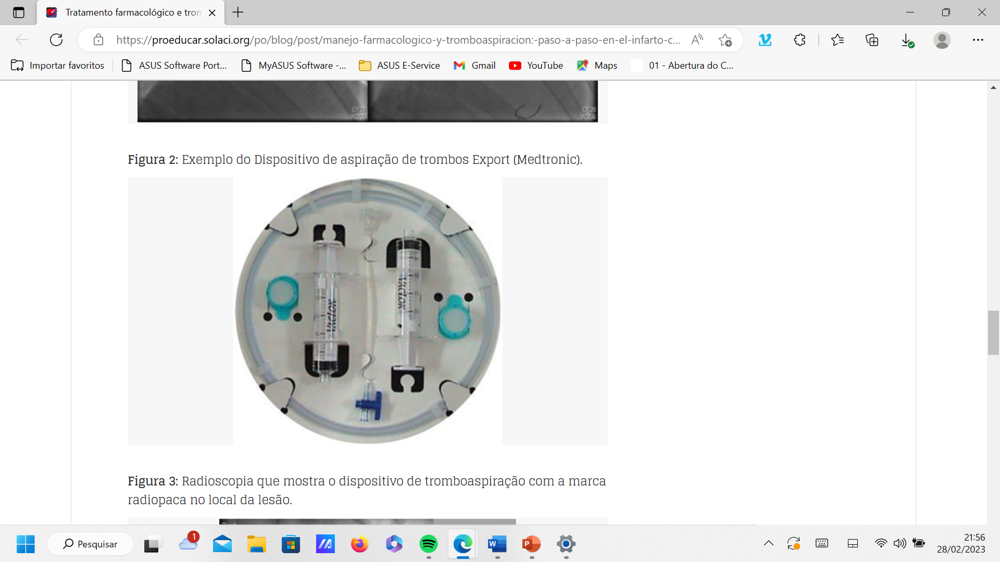 Tratamento farmacológico e tron
https://proeducar.solaci.org/po/blog/post/manejo-farmacologico-y-tromboaspiracion:-paso-a-paso-en-el-infarto-c...
Importar favoritos
ASUS Software Port...
MyASUS Software -...
ASUS E-Service
Gmail
YouTube
Maps
01 - Abertura do C...
Figura 2: Exemplo do Dispositivo de aspiração de trombos Export (Medtronic).
Vaclok
Vaclok
Figura 3: Radioscopia que mostra o dispositivo de tromboaspiração com a marca
radiopaca no local da lesão.
1
Pesquisar
21:56
28/02/2023